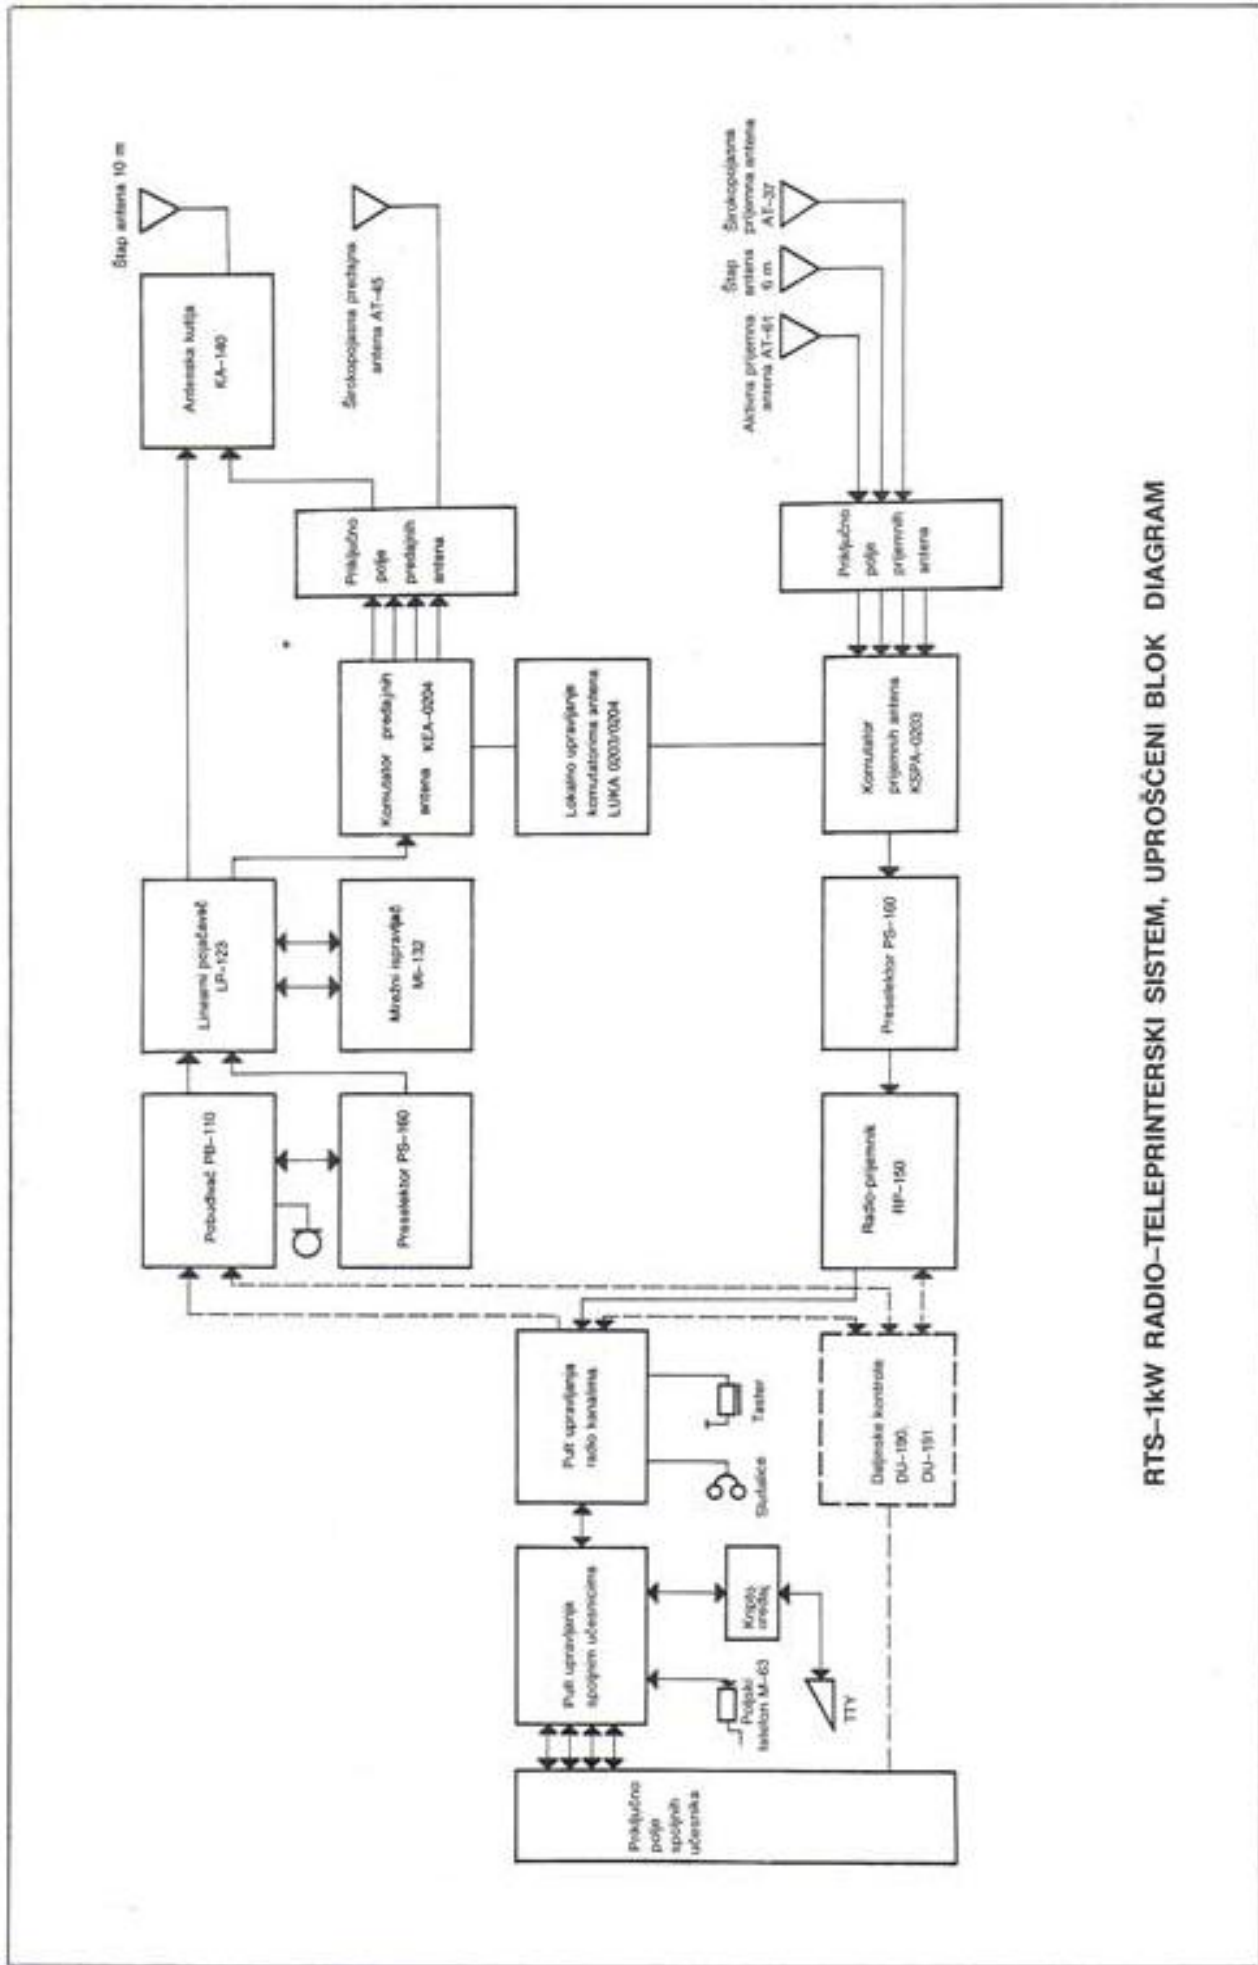 Štap antena 10 m
Antenska kutija
KA-140
Širokopojasna predajna
antena AT-45
Priključno
polje
predajnih
antena
Linearni pojačavač
LP-123
Mrežni ispravljač
MI-132
Komutator predajnih
antena KEA-0204
Lokalno upravljanje
komutatorima antena
LUKA 0203/0204
Pobuđivač PB-110
Preselektor PS-160
Aktivna prijemna
antena AT-61
Štap
antena
6 m
Širokopojasna
prijemna antena
AT-37
Priključno
polje
prijemnih
antena
Komutator
prijemnih antena
KSPA-0203
Preselektor PS-160
Radio-prijemnik
RP-150
Pult upravljanja
radio kanalima
Slušalice
Taster
Daljinske kontrole
DU-190,
DU-191
Pult upravljanja
spoljnim učesnicima
Poljski
telefon M-63
Kripto
uređaj
TTY
Priključno
polje
spoljnih
učesnika
RTS-1kW RADIO-TELEPRINTERSKI SISTEM, UPROŠĆENI BLOK DIAGRAM